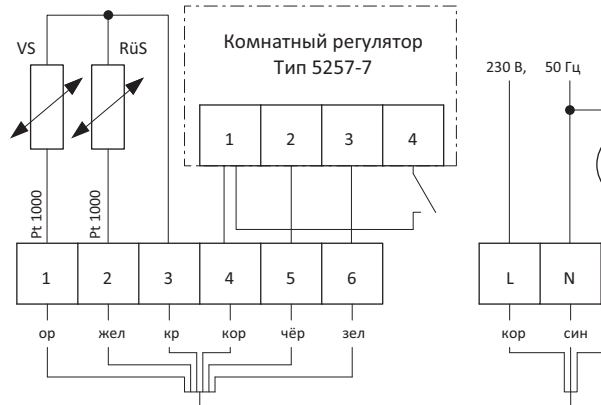 VS RüS
Комнатный регулятор
Тип 5257-7
230 В, 50 Гц
1 2 3 4
Pt 1000 Pt 1000
1 2 3 4 5 6 L N
ор жел кр кор чёр зел кор син